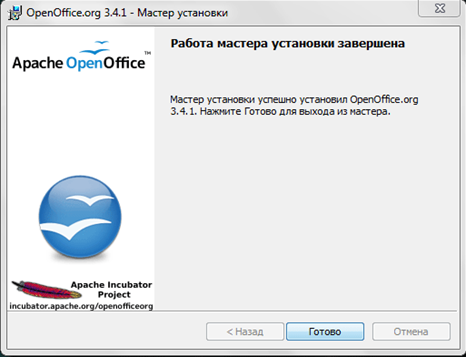 OpenOffice.org 3.4.1 - Мастер установки
Apache OpenOffice™
Работа мастера установки завершена
Мастер установки успешно установил OpenOffice.org
3.4.1. Нажмите Готово для выхода из мастера.
Apache Incubator
Project
incubator.apache.org/openofficeorg
< Назад
Готово
Отмена